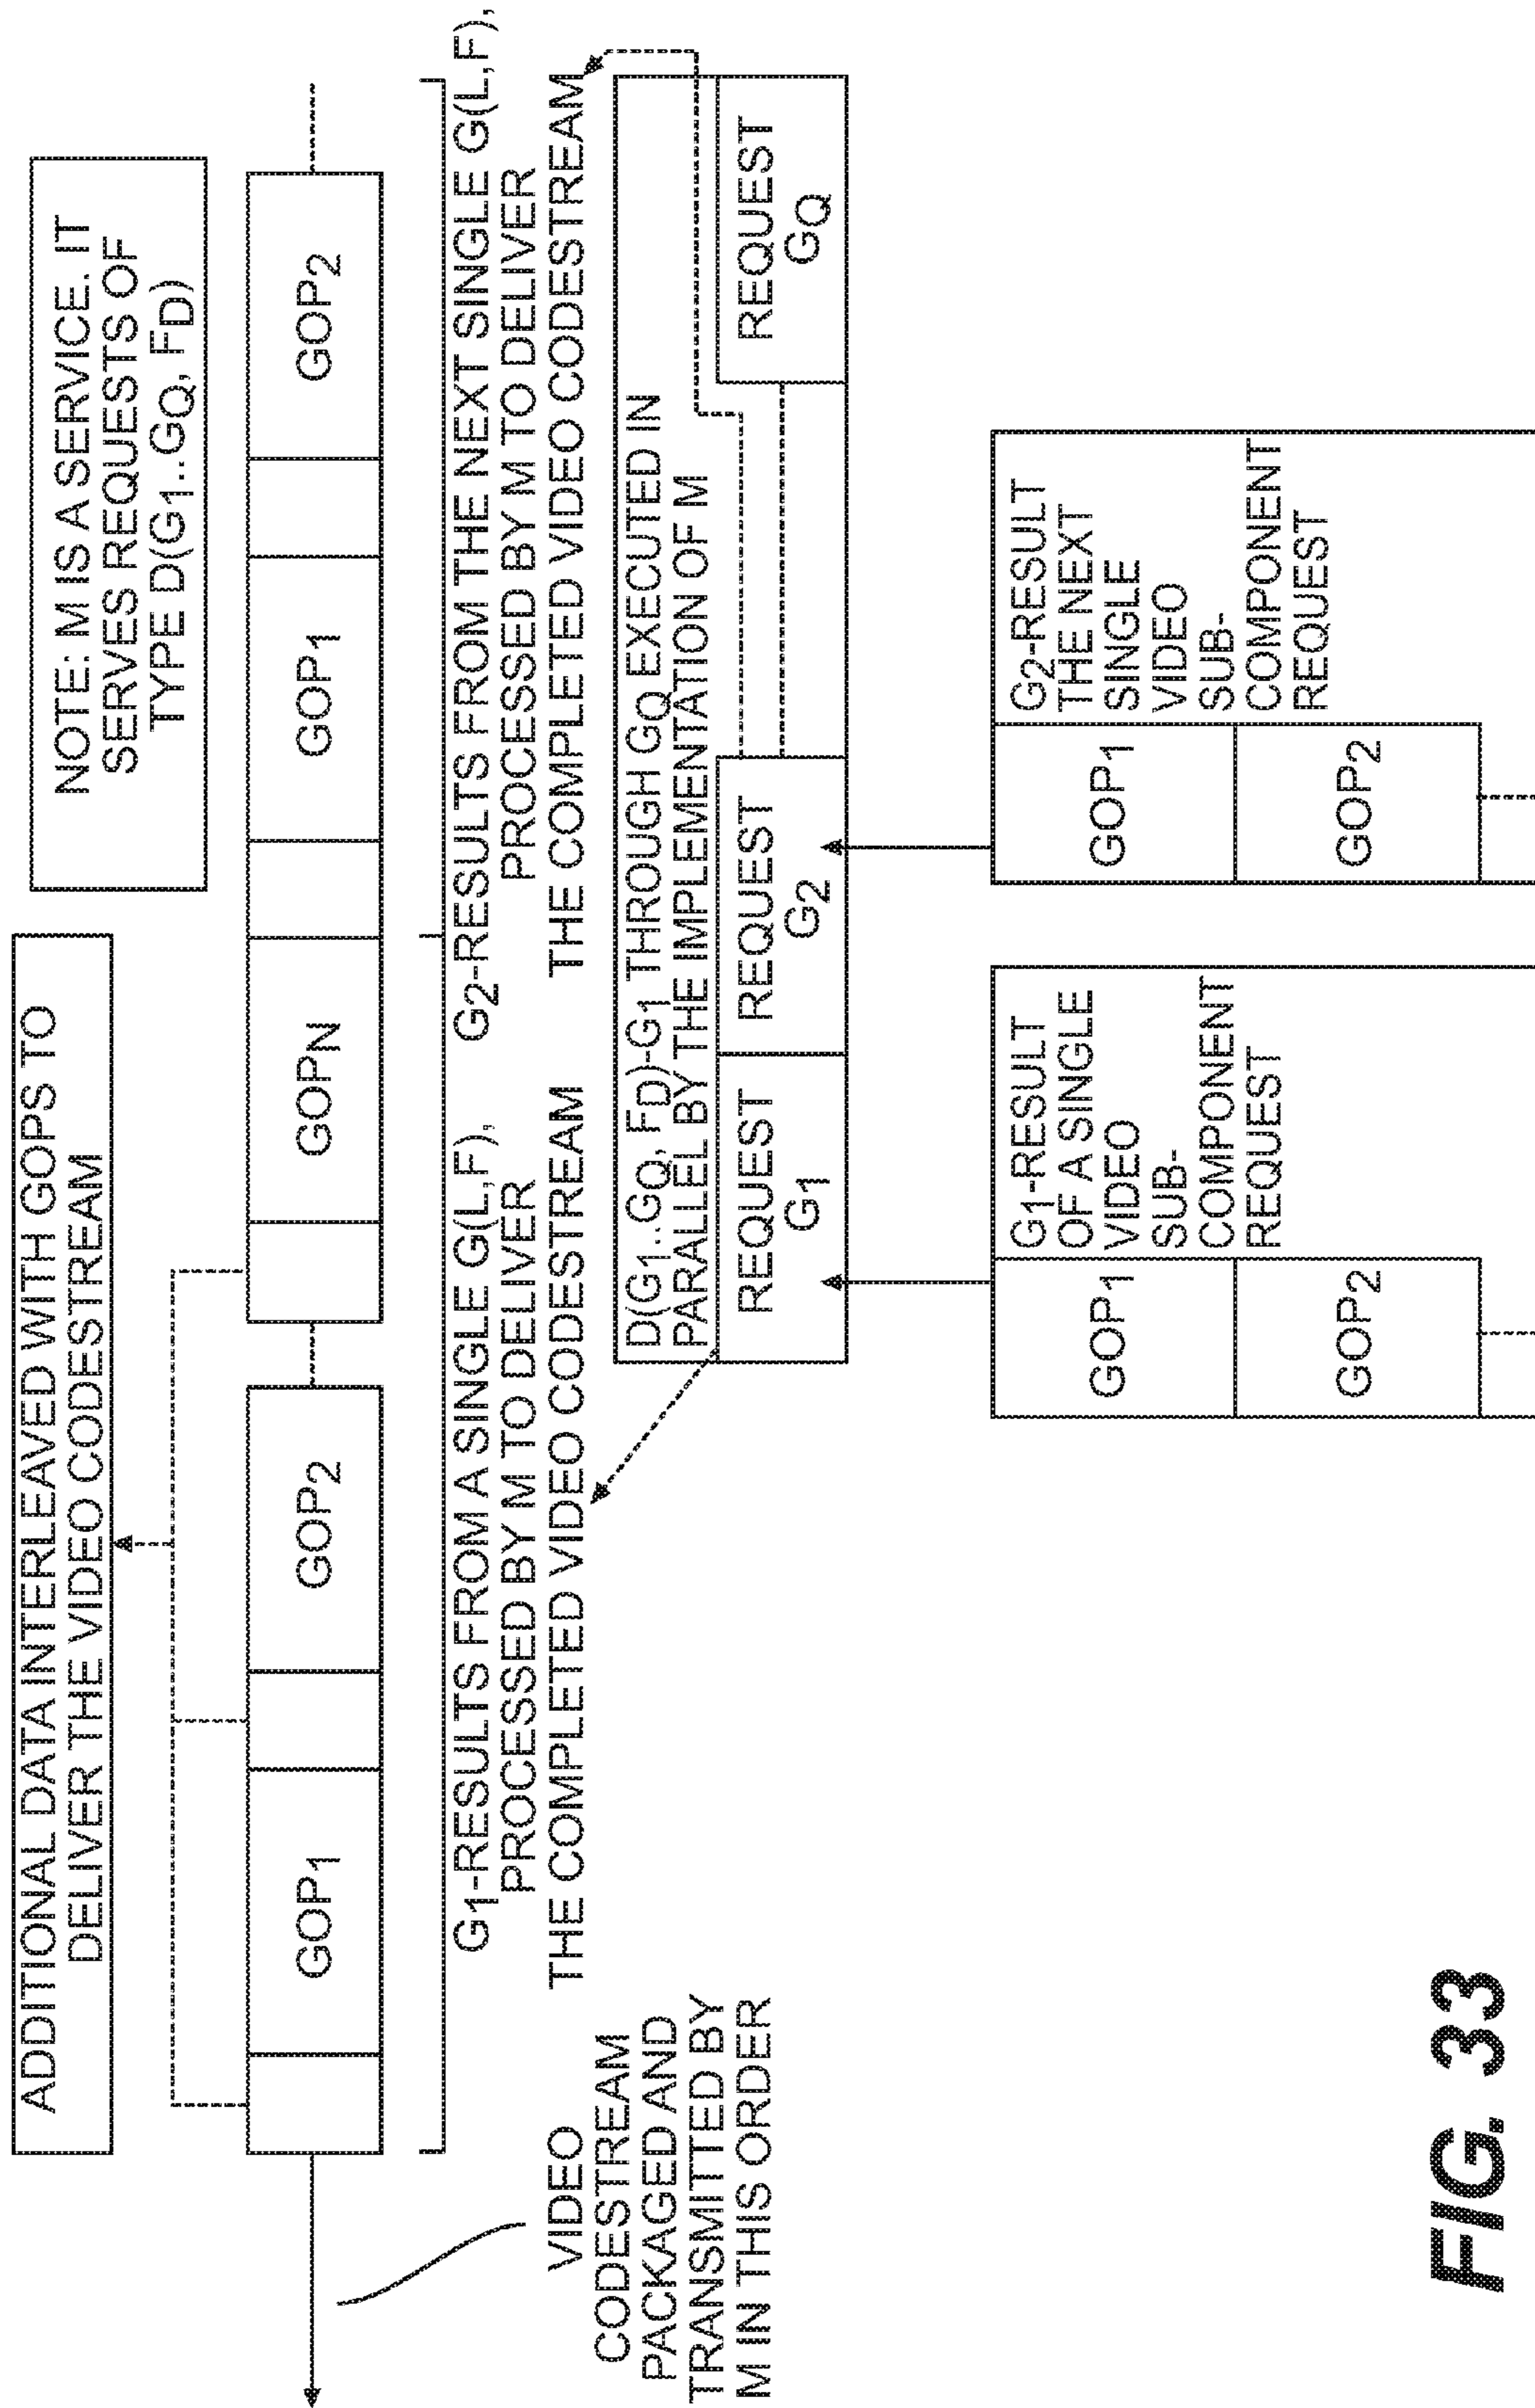 ADDITIONAL DATA INTERLEAVED WITH GOPS TO
DELIVER THE VIDEO CODESTREAM
NOTE: M IS A SERVICE. IT
SERVES REQUESTS OF
TYPE D(G1..GQ, FD)
GOP1
GOP2
GOPN
GOP1
GOP2
G1-RESULTS FROM A SINGLE G(L,F),
PROCESSED BY M TO DELIVER
THE COMPLETED VIDEO CODESTREAM
G2-RESULTS FROM THE NEXT SINGLE G(L,F),
PROCESSED BY M TO DELIVER
THE COMPLETED VIDEO CODESTREAM
VIDEO
CODESTREAM
PACKAGED AND
TRANSMITTED BY
M IN THIS ORDER
D(G1..GQ, FD)-G1 THROUGH GQ EXECUTED IN
PARALLEL BY THE IMPLEMENTATION OF M
REQUEST
G1
REQUEST
G2
REQUEST
GQ
GOP1
GOP2
G1-RESULT
OF A SINGLE
VIDEO
SUB-
COMPONENT
REQUEST
GOP1
GOP2
G2-RESULT
THE NEXT
SINGLE
VIDEO
SUB-
COMPONENT
REQUEST
FIG. 33